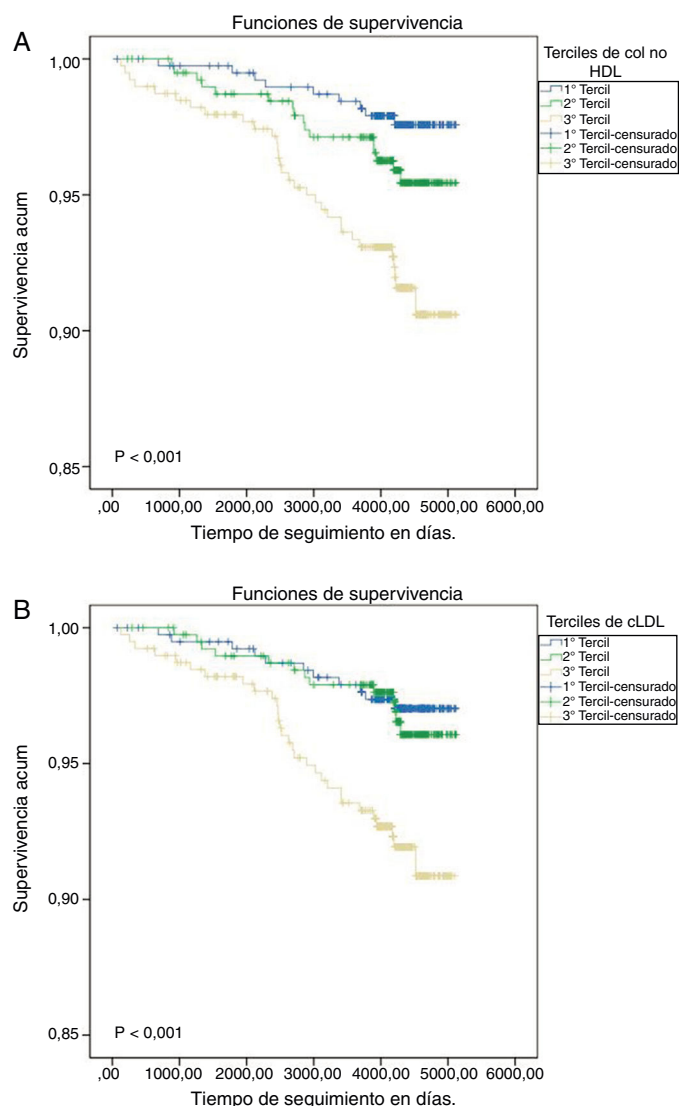 A
Funciones de supervivencia
Terciles de col no
HDL
1° Tercil
2° Tercil
3° Tercil
1° Tercil-censurado
2° Tercil-censurado
3° Tercil-censurado
1,00
0,95
0,90
0,85
Supervivencia acum
P < 0,001
,00 1000,00 2000,00 3000,00 4000,00 5000,00 6000,00
Tiempo de seguimiento en días.
B
Funciones de supervivencia
Terciles de cLDL
1° Tercil
2° Tercil
3° Tercil
1° Tercil-censurado
2° Tercil-censurado
3° Tercil-censurado
1,00
0,95
0,90
0,85
Supervivencia acum
P < 0,001
,00 1000,00 2000,00 3000,00 4000,00 5000,00 6000,00
Tiempo de seguimiento en días.